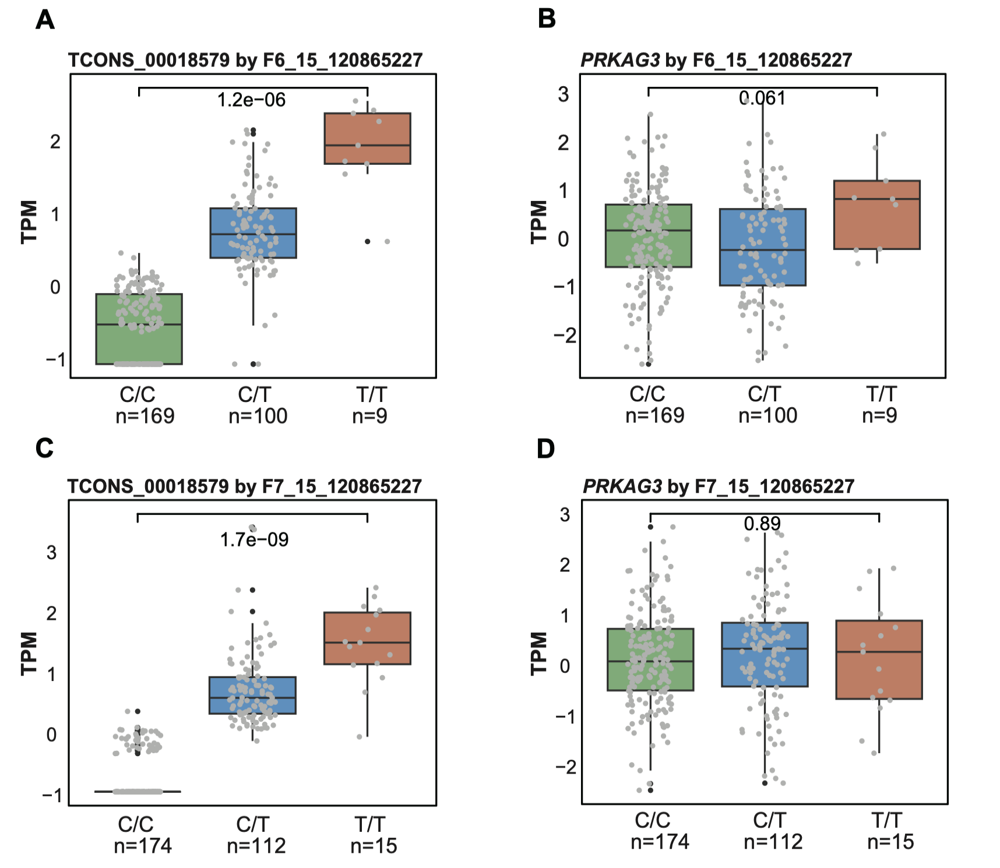 A
B
TCONS_00018579 by F6_15_120865227
PRKAG3 by F6_15_120865227
1.2e−06
2
1
0
−1
TPM
C/C
C/T
T/T
n=169
n=100
n=9
0.061
3
2
1
0
−1
−2
TPM
C/C
C/T
T/T
n=169
n=100
n=9
C
D
TCONS_00018579 by F7_15_120865227
PRKAG3 by F7_15_120865227
1.7e−09
3
2
1
0
−1
TPM
C/C
C/T
T/T
n=174
n=112
n=15
0.89
3
2
1
0
−1
−2
TPM
C/C
C/T
T/T
n=174
n=112
n=15